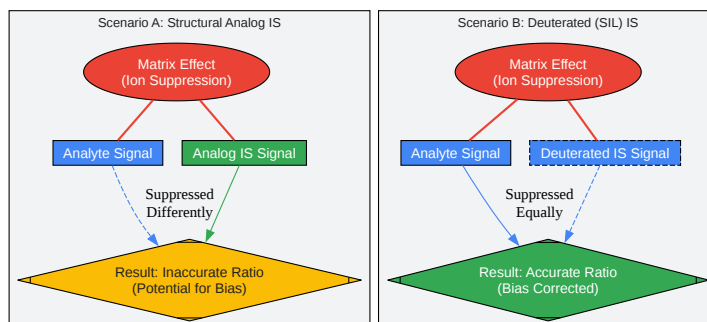 Scenario A: Structural Analog IS
Matrix Effect
(Ion Suppression)
Analyte Signal
Analog IS Signal
Suppressed
Differently
Result: Inaccurate Ratio
(Potential for Bias)
Scenario B: Deuterated (SIL) IS
Matrix Effect
(Ion Suppression)
Analyte Signal
Deuterated IS Signal
Suppressed
Equally
Result: Accurate Ratio
(Bias Corrected)